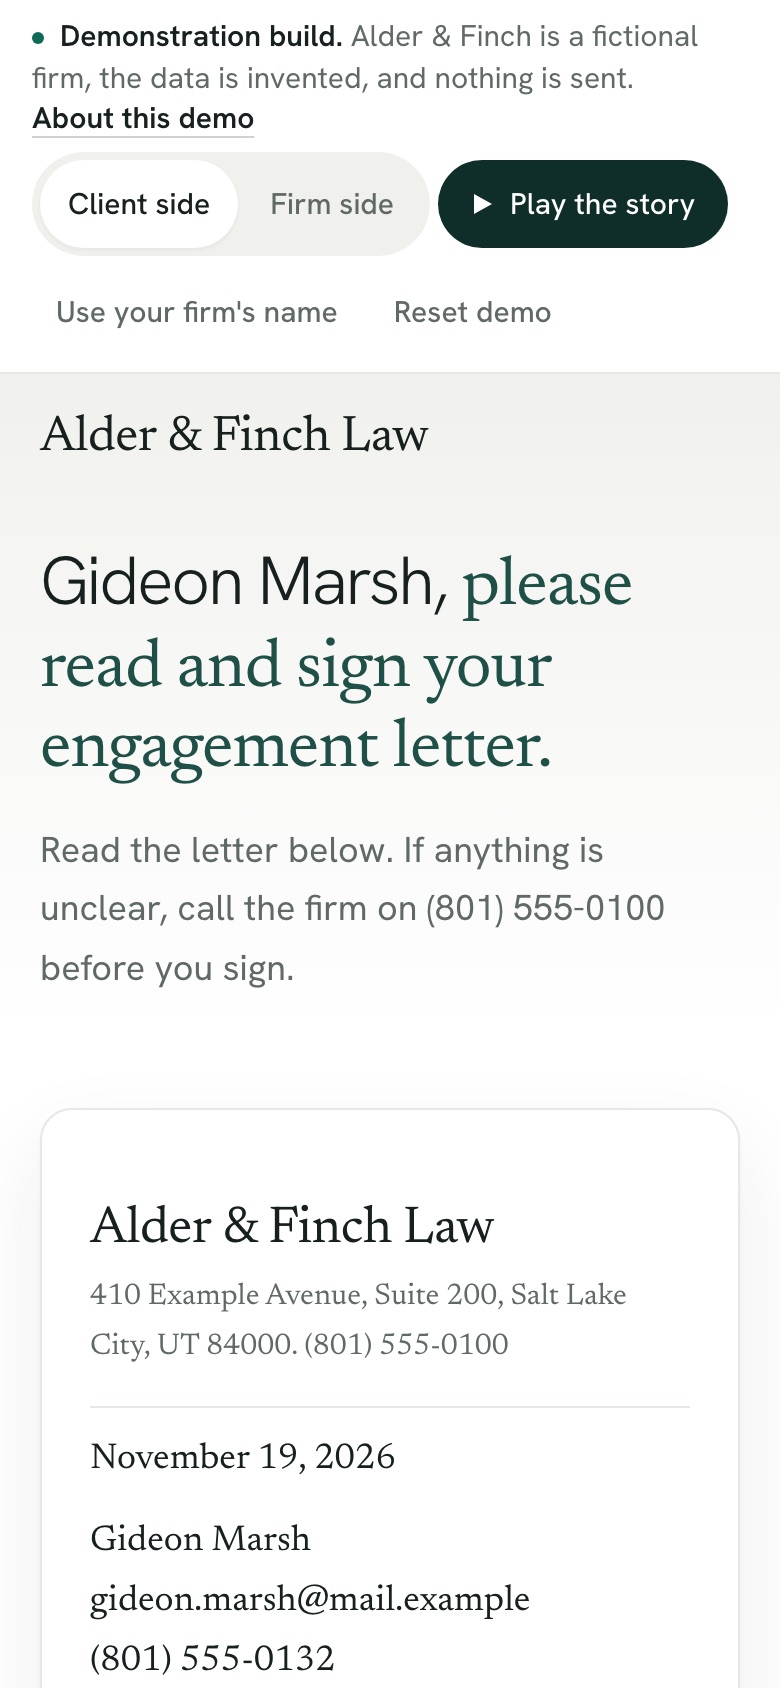 Demonstration build. Alder & Finch is a fictional
firm, the data is invented, and nothing is sent.
About this demo
Client side
Firm side
Play the story
Use your firm's name
Reset demo
Alder & Finch Law
Gideon Marsh, please
read and sign your
engagement letter.
Read the letter below. If anything is
unclear, call the firm on (801) 555-0100
before you sign.
Alder & Finch Law
410 Example Avenue, Suite 200, Salt Lake
City, UT 84000. (801) 555-0100
November 19, 2026
Gideon Marsh
gideon.marsh@mail.example
(801) 555-0132